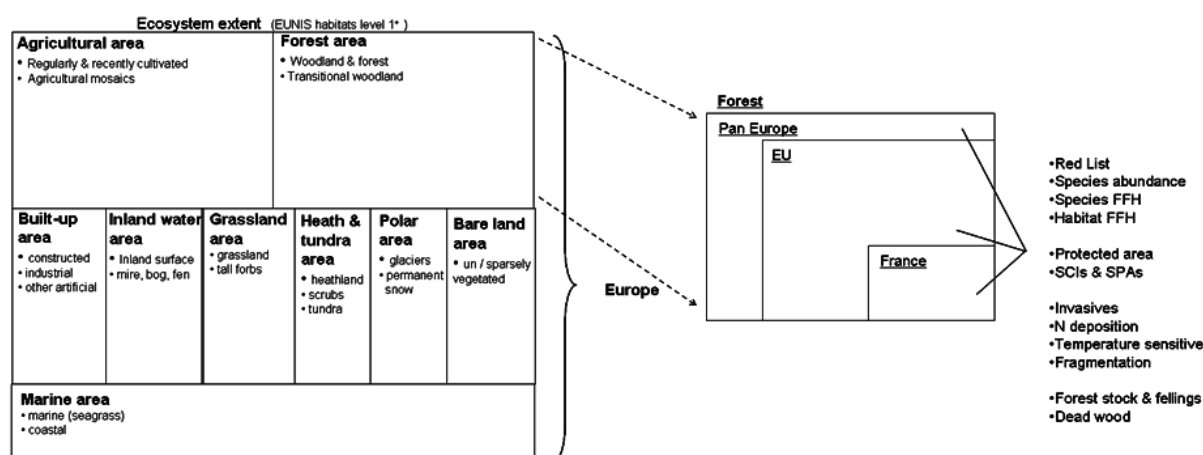 Ecosystem extent (EUNIS habitats level 1*)
Agricultural area
• Regularly & recently cultivated
• Agricultural mosaics
Forest area
• Woodland & forest
• Transitional woodland
Built-up
area
• constructed
• industrial
• other artificial
Inland water
area
• Inland surface
• mire, bog, fen
Grassland
area
• grassland
• tall forbs
Heath &
tundra
area
• heathland
• scrubs
• tundra
Polar
area
• glaciers
• permanent
snow
Bare land
area
• un / sparsely
vegetated
Marine area
• marine (seagrass)
• coastal
Europe
Forest
Pan Europe
EU
France
•Red List
•Species abundance
•Species FFH
•Habitat FFH
•Protected area
•SCIs & SPAs
•Invasives
•N deposition
•Temperature sensitive
•Fragmentation
•Forest stock & fellings
•Dead wood